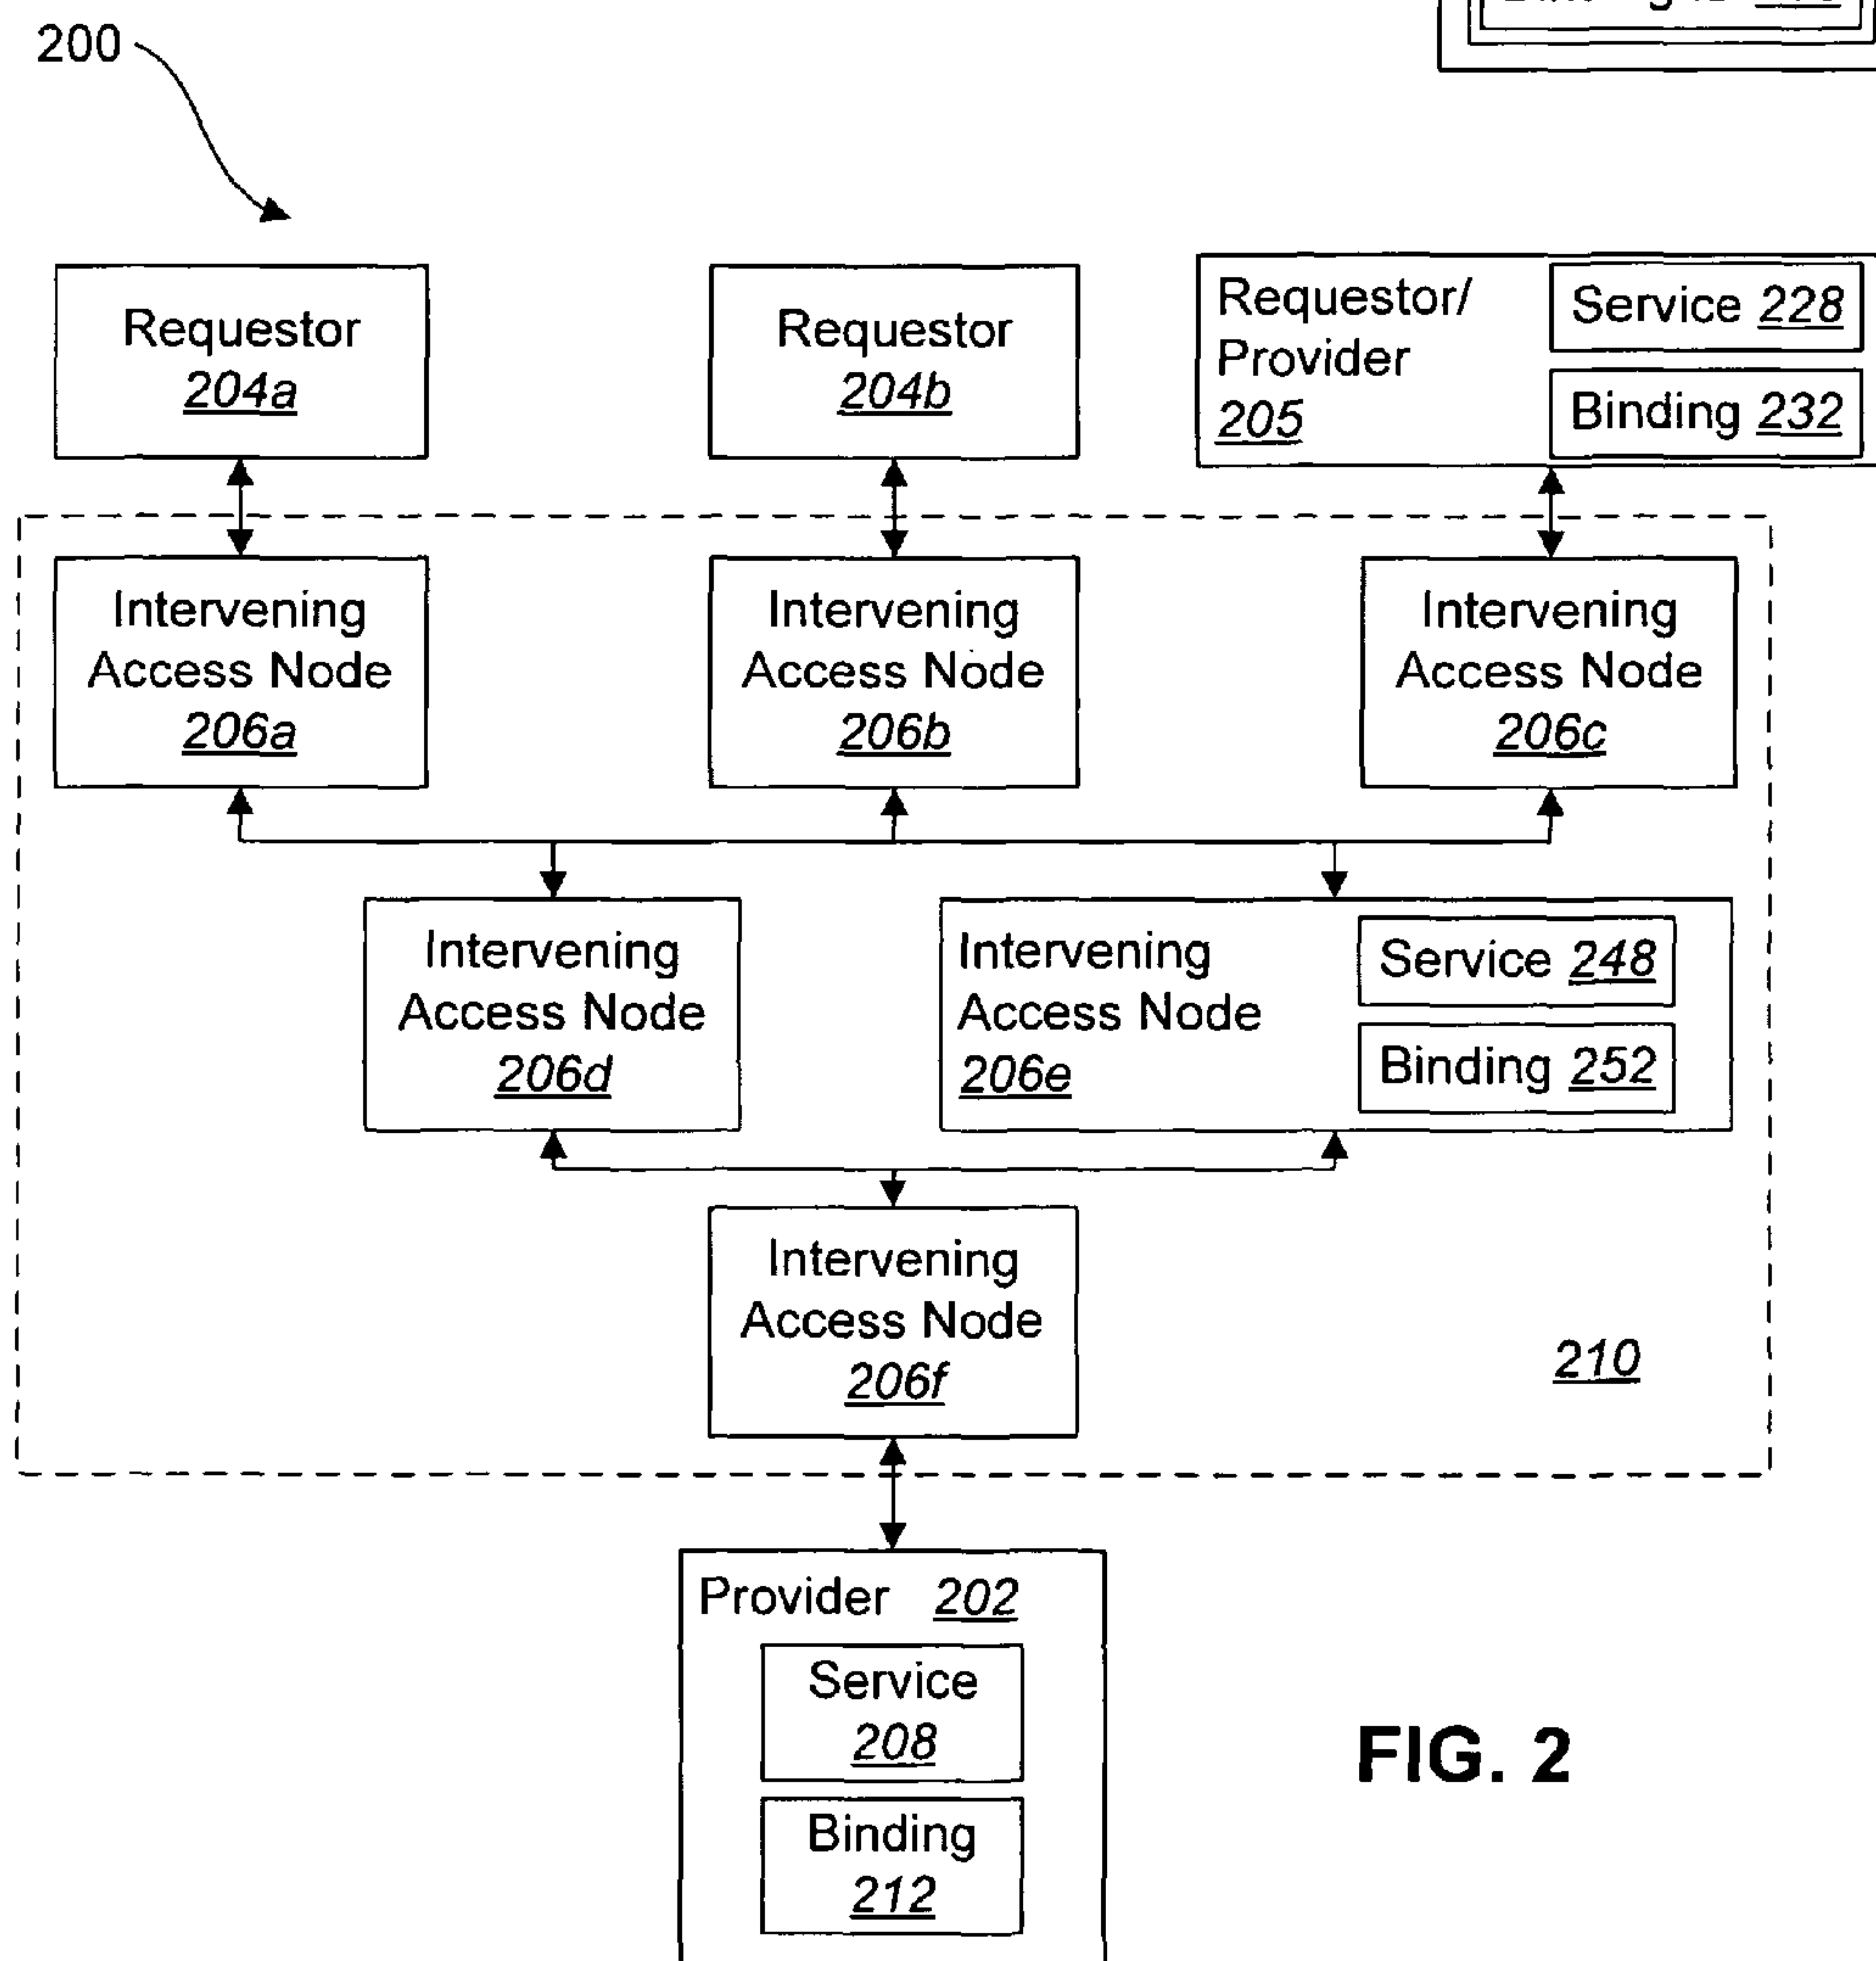 200
Requestor
204a
Requestor
204b
Requestor/
Provider
205
Service 228
Binding 232
Intervening
Access Node
206a
Intervening
Access Node
206b
Intervening
Access Node
206c
Intervening
Access Node
206d
Intervening
Access Node
206e
Service 248
Binding 252
Intervening
Access Node
206f
210
Provider 202
Service
208
Binding
212
FIG. 2